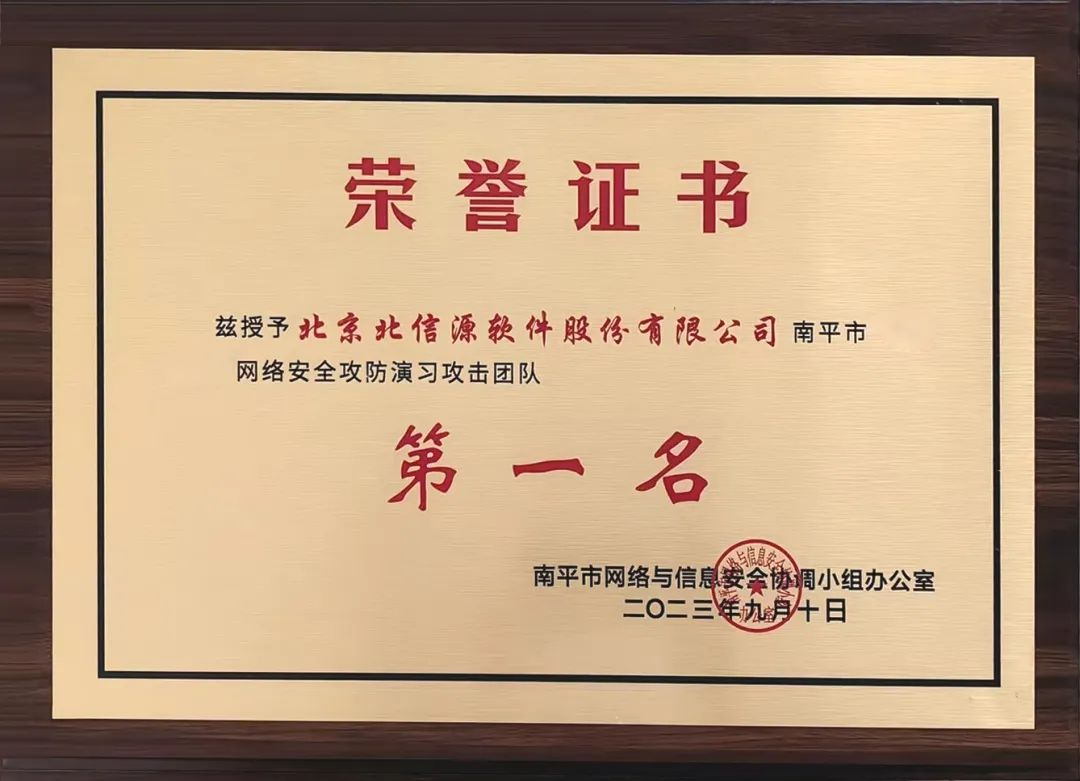 荣誉证书
兹授予 北京北信源软件股份有限公司 南平市
网络安全攻防演习攻击团队
第一名
南平市网络与信息安全协调小组办公室
二〇二三年九月十日